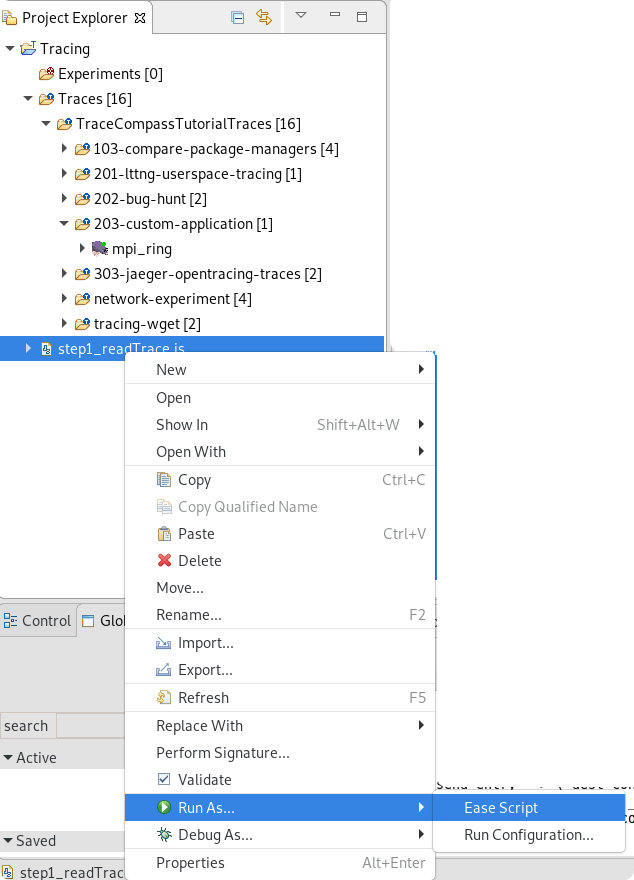 Project Explorer
Tracing
Experiments [0]
Traces [16]
TraceCompassTutorialTraces [16]
103-compare-package-managers [4]
201-lttng-userspace-tracing [1]
202-bug-hunt [2]
203-custom-application [1]
mpi_ring
303-jaeger-opentracing-traces [2]
network-experiment [4]
tracing-wget [2]
step1_readTrace.js
New
Open
Show In Shift+Alt+W
Open With
Copy Ctrl+C
Copy Qualified Name
Paste Ctrl+V
Delete
Move...
Rename... F2
Control Glo
Import...
Export...
Refresh F5
search
Replace With
Perform Signature...
Active
Validate
Run As... Ease Script
Debug As... Run Configuration...
Saved
Properties Alt+Enter
step1_readTrac